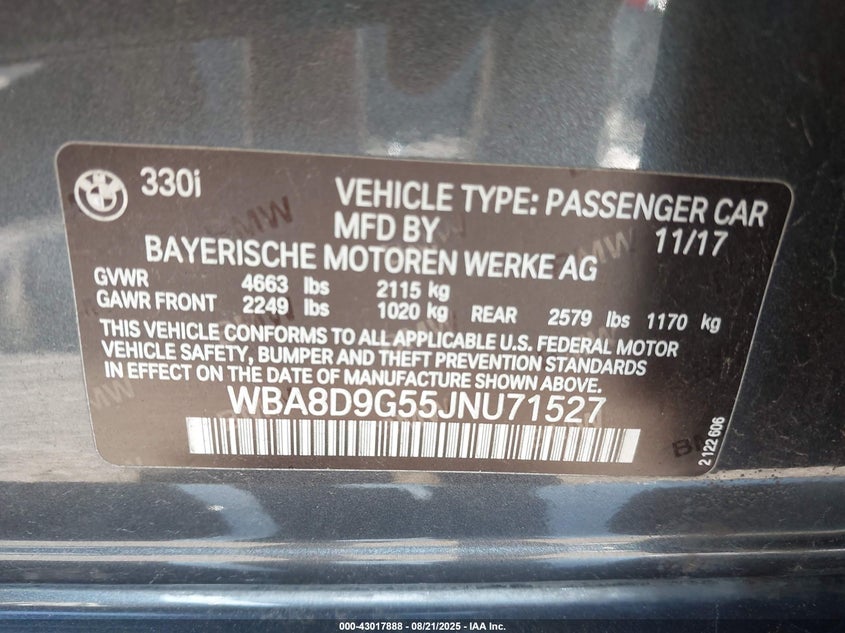 330i
VEHICLE TYPE: PASSENGER CAR
MFD BY 11/17
BAYERISCHE MOTOREN WERKE AG
GVWR 4663 lbs 2115 kg
GAWR FRONT 2249 lbs 1020 kg REAR 2579 lbs 1170 kg
THIS VEHICLE CONFORMS TO ALL APPLICABLE U.S. FEDERAL MOTOR
VEHICLE SAFETY, BUMPER AND THEFT PREVENTION STANDARDS
IN EFFECT ON THE DATE OF MANUFACTURE SHOWN ABOVE.
WBA8D9G55JNU71527
2 122 606
000-43017888 - 08/21/2025 - IAA Inc.